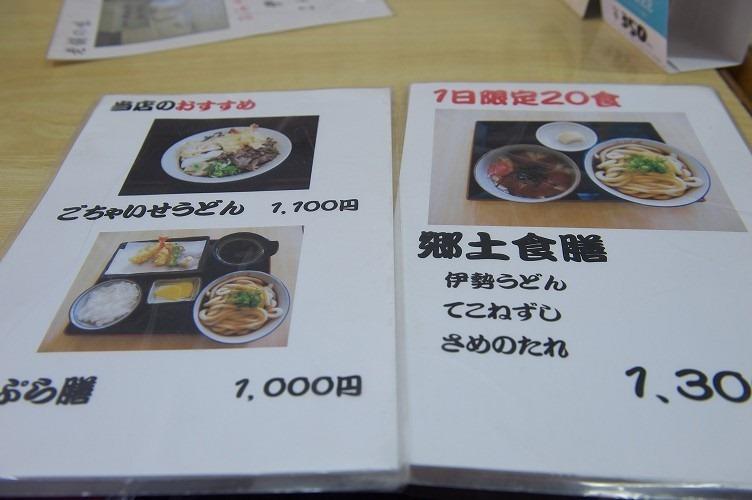 ¥350
当店のおすすめ
ごちゃいせうどん 1,100円
ぷら膳 1,000円
1日限定20食
郷土食膳
伊勢うどん
てこねずし
さめのたれ
1,30